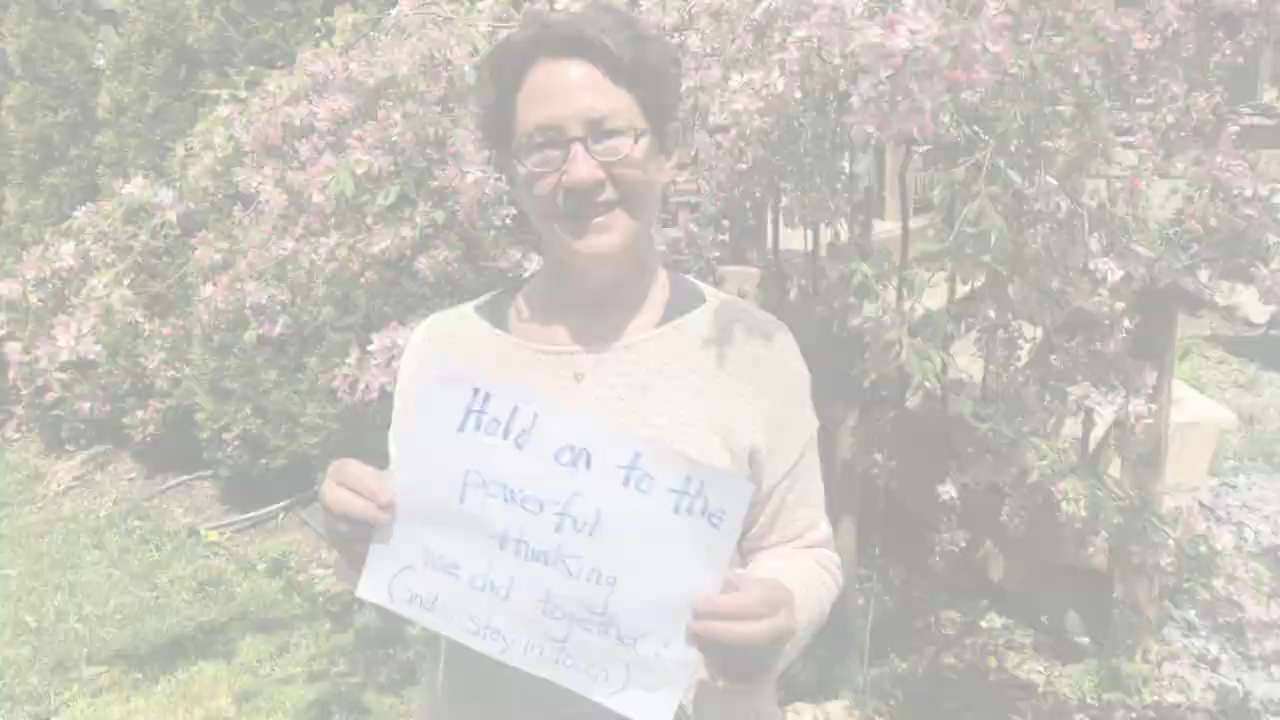 Hold on to the
powerful
thinking
we did together!
(and... stay in touch)